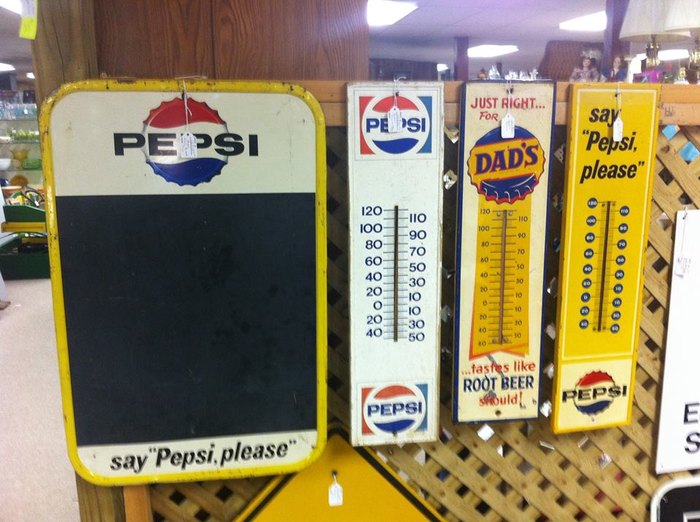 PEPSI
say "Pepsi, please"
PEPSI
120
110
100
90
80
70
60
50
40
30
20
10
0
10
20
30
40
50
PEPSI
JUST RIGHT...
FOR
DAD'S
...tastes like
ROOT BEER
should!
say
"Pepsi,
please"
PEPSI
E
S